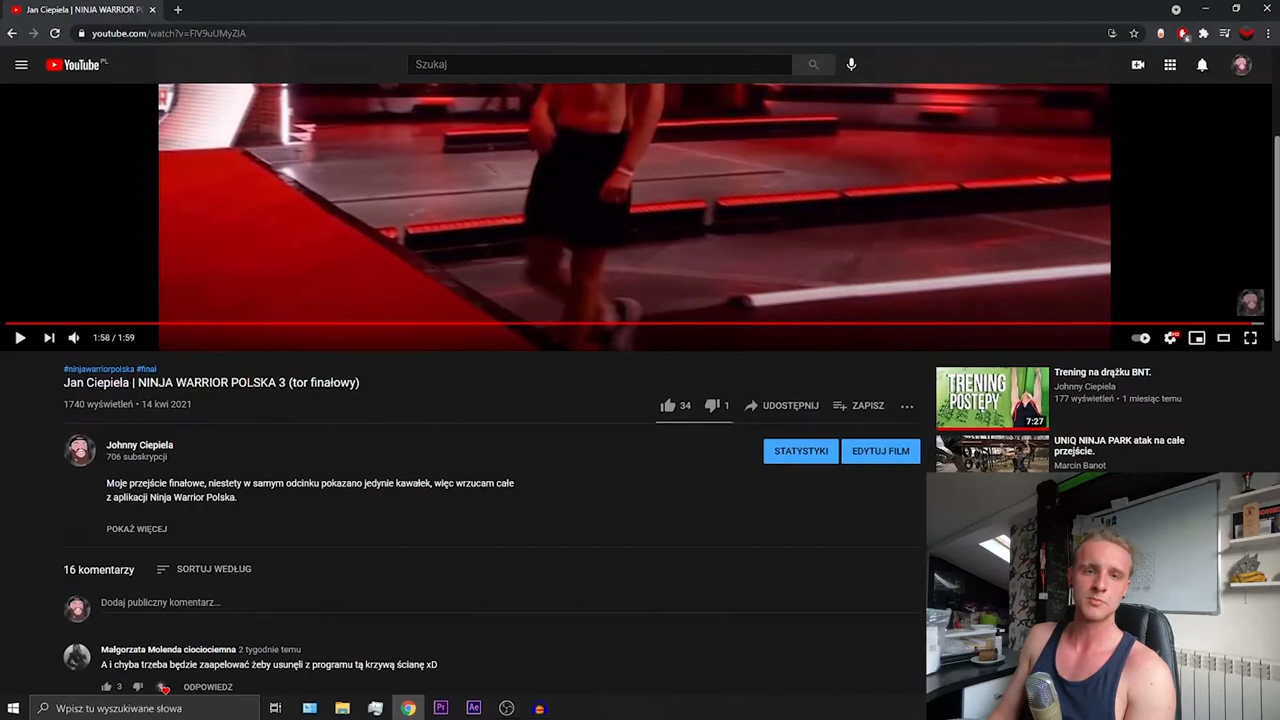 Jan Ciepiela | NINJA WARRIOR PO
youtube.com/watch?v=FlV9uUMyZlA
YouTube PL
Szukaj
1:58 / 1:59
#ninjawarriorpolska #finał
Jan Ciepiela | NINJA WARRIOR POLSKA 3 (tor finałowy)
1740 wyświetleń • 14 kwi 2021
34
1
UDOSTĘPNIJ
ZAPISZ
Johnny Ciepiela
706 subskrypcji
STATYSTYKI
EDYTUJ FILM
Moje przejście finałowe, niestety w samym odcinku pokazano jedynie kawałek, więc wrzucam całe
z aplikacji Ninja Warrior Polska.
POKAŻ WIĘCEJ
16 komentarzy
SORTUJ WEDŁUG
Dodaj publiczny komentarz...
Małgorzata Molenda ciociociemna 2 tygodnie temu
A i chyba trzeba będzie zaapelować żeby usunęli z programu tą krzywą ścianę xD
3
ODPOWIEDZ
TRENING
POSTĘPY
7:27
Trening na drążku BNT.
Johnny Ciepiela
177 wyświetleń • 1 miesiąc temu
UNIQ NINJA PARK atak na całe
przejście.
Marcin Banot
Wpisz tu wyszukiwane słowa
Pr
Ae